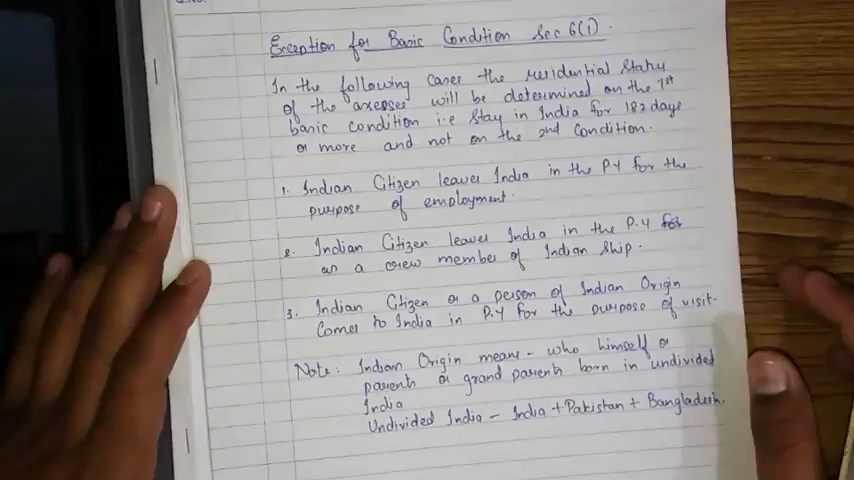 Exception for Basic Condition Sec 6(1).
In the following cases the residential Status
of the assessee will be determined on the 1st
basic condition i.e Stay in India for 182 days
or more and not on the 2nd Condition.
1. Indian Citizen leaves India in the PY for the
purpose of employment.
2. Indian Citizen leaves India in the P.Y for
as a crew member of Indian Ship.
3. Indian Citizen or a person of Indian Origin
Comes to India in P.Y for the purpose of visit.
Note: Indian Origin means - who himself or
parents or grand parents born in undivided
India
Undivided India - India + Pakistan + Bangladesh.